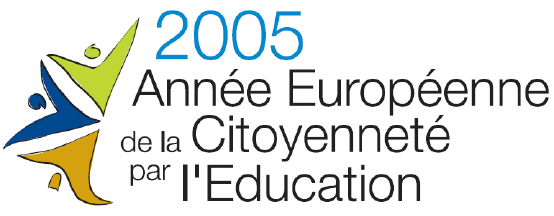 2005
Année Européenne
de la Citoyenneté
par l'Education